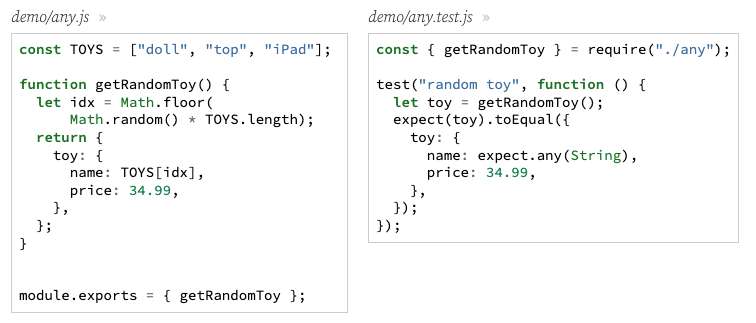 demo/any.js »
const TOYS = ["doll", "top", "iPad"];
function getRandomToy() {
  let idx = Math.floor(
      Math.random() * TOYS.length);
  return {
    toy: {
      name: TOYS[idx],
      price: 34.99,
    },
  };
}
module.exports = { getRandomToy };
demo/any.test.js »
const { getRandomToy } = require("./any");
test("random toy", function () {
  let toy = getRandomToy();
  expect(toy).toEqual({
    toy: {
      name: expect.any(String),
      price: 34.99,
    },
  });
});